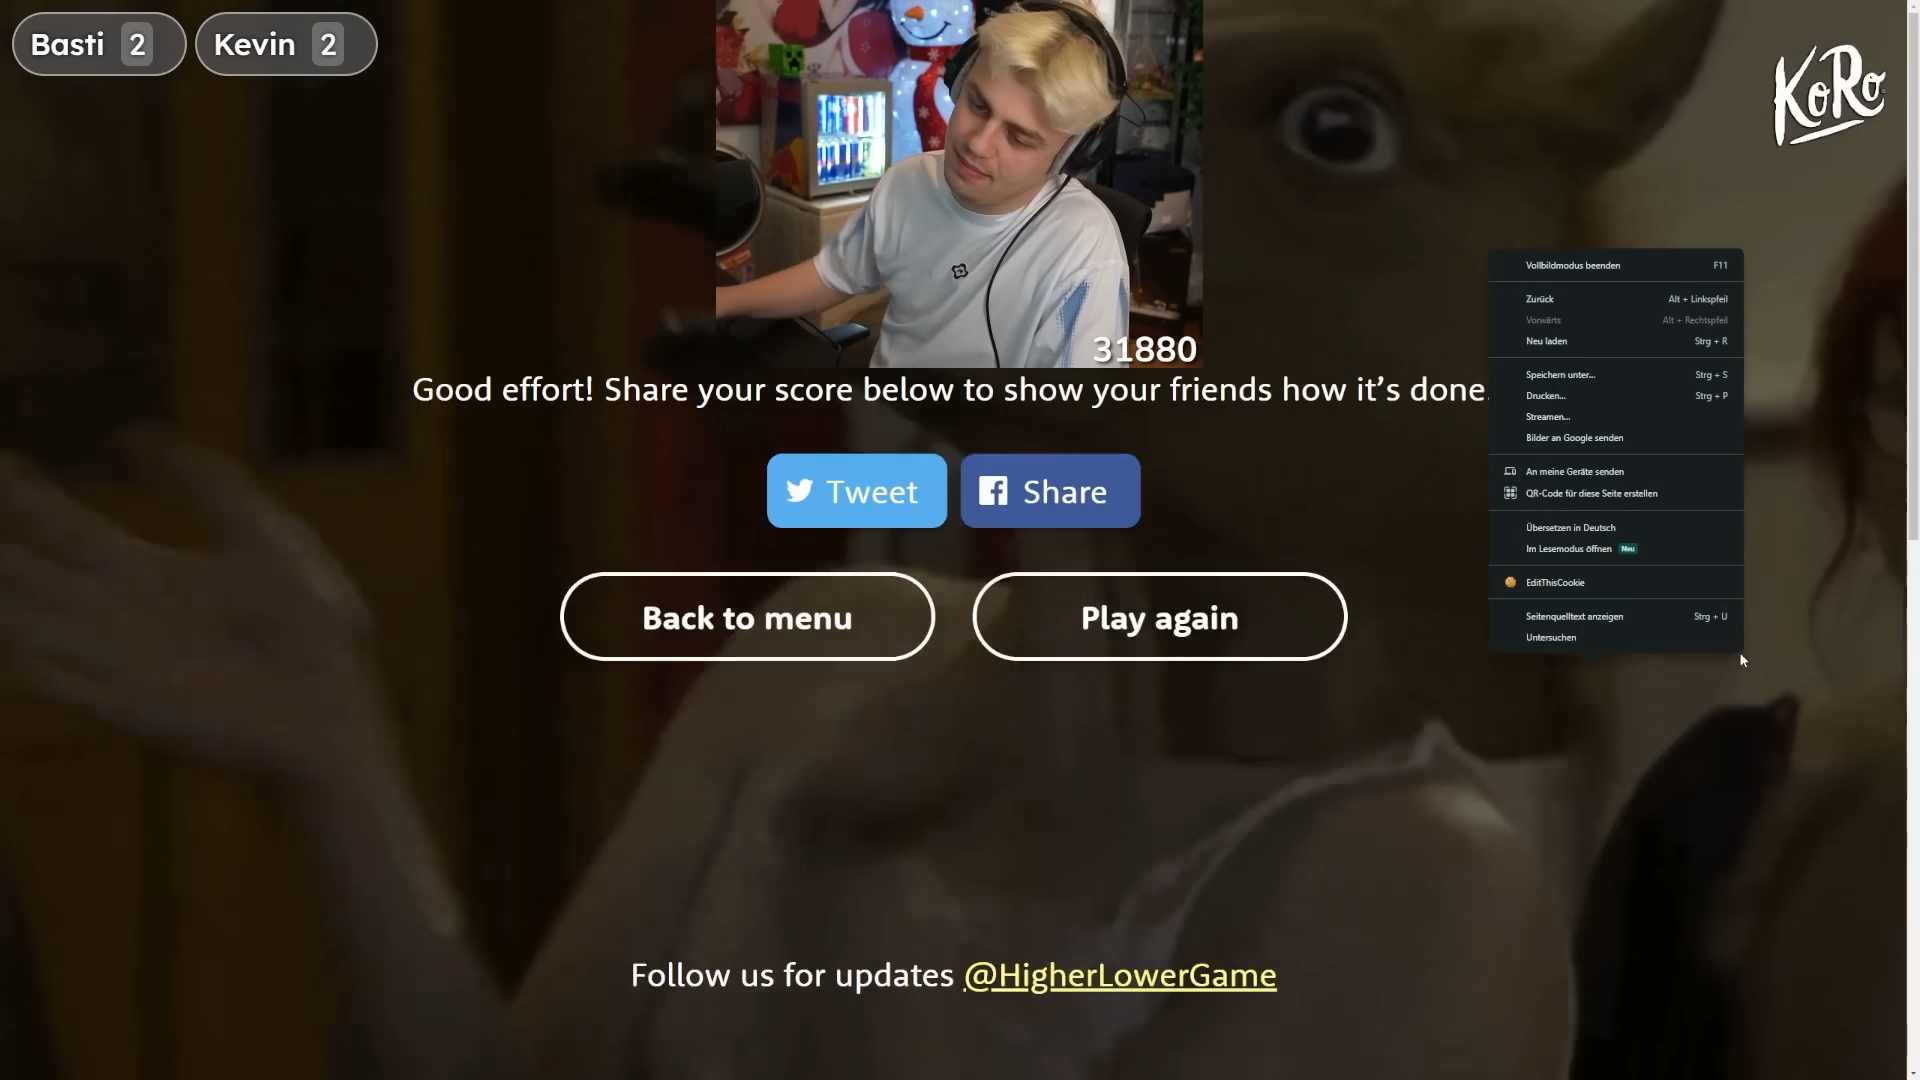 Basti 2 Kevin 2
KoRo
31880
Good effort! Share your score below to show your friends how it’s done.
Tweet Share
Back to menu Play again
Follow us for updates @HigherLowerGame
Vollbildmodus beenden F11
Zurück Alt + Linkspfeil
Vorwärts Alt + Rechtspfeil
Neu laden Strg + R
Speichern unter... Strg + S
Drucken... Strg + P
Streamen...
Bilder an Google senden
An meine Geräte senden
QR-Code für diese Seite erstellen
Übersetzen in Deutsch
Im Lesemodus öffnen Neu
EditThisCookie
Seitenquelltext anzeigen Strg + U
Untersuchen